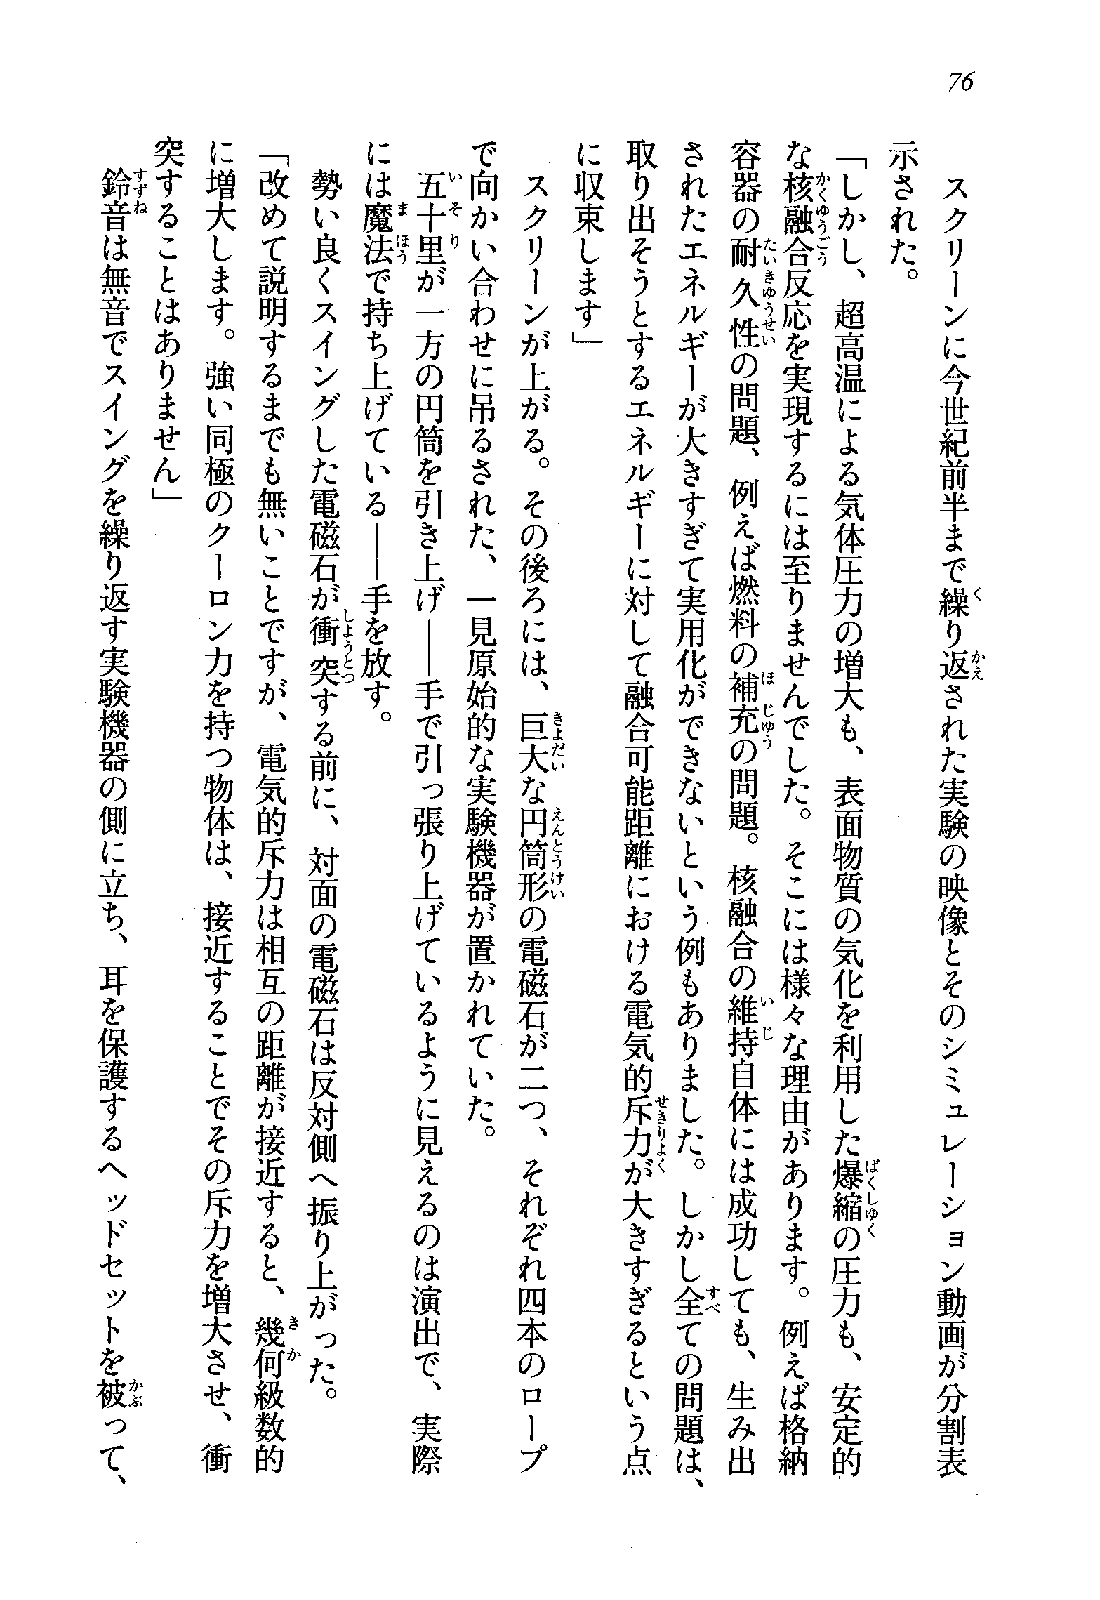 76
スクリーンに今世紀前半まで繰り返された実験の映像とそのシミュレーション動画が分割表
示された。
「しかし、超高温による気体圧力の増大も、表面物質の気化を利用した爆縮の圧力も、安定的
な核融合反応を実現するには至りませんでした。そこには様々な理由があります。例えば格納
容器の耐久性の問題、例えば燃料の補充の問題。核融合の維持自体には成功しても、生み出
されたエネルギーが大きすぎて実用化ができないという例もありました。しかし全ての問題は、
取り出そうとするエネルギーに対して融合可能距離における電気的斥力が大きすぎるという点
に収束します」
スクリーンが上がる。その後ろには、巨大な円筒形の電磁石が二つ、それぞれ四本のロープ
で向かい合わせに吊るされた、一見原始的な実験機器が置かれていた。
五十里が一方の円筒を引き上げ――手で引っ張り上げているように見えるのは演出で、実際
には魔法で持ち上げている――手を放す。
勢い良くスイングした電磁石が衝突する前に、対面の電磁石は反対側へ振り上がった。
「改めて説明するまでも無いことですが、電気的斥力は相互の距離が接近すると、幾何級数的
に増大します。強い同極のクーロン力を持つ物体は、接近することでその斥力を増大させ、衝
突することはありません」
鈴音は無音でスイングを繰り返す実験機器の側に立ち、耳を保護するヘッドセットを被って、